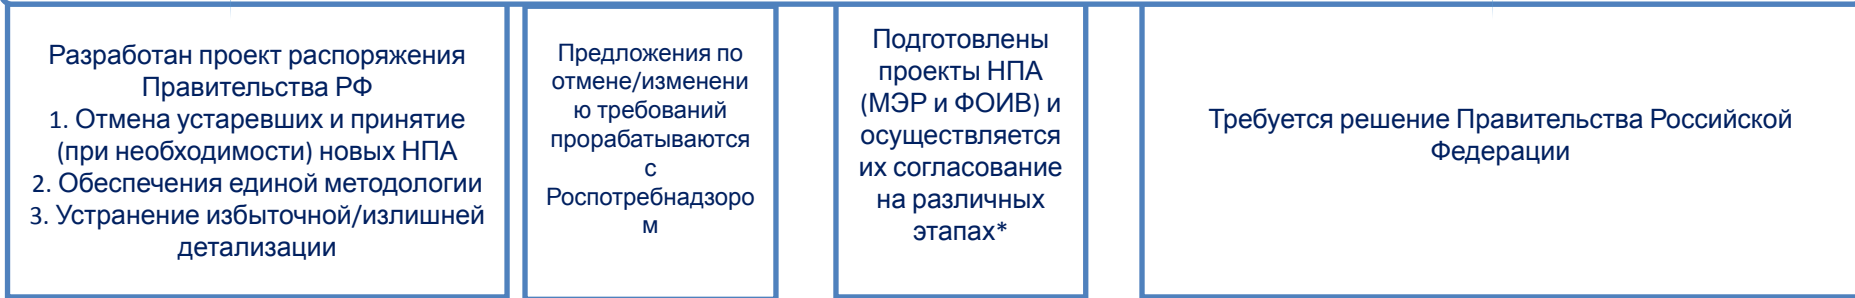 Разработан проект распоряжения
Правительства РФ
1. Отмена устаревших и принятие
(при необходимости) новых НПА
2. Обеспечения единой методологии
3. Устранение избыточной/излишней
детализации
Предложения по
отмене/изменени
ю требований
прорабатываются
с
Роспотребнадзоро
м
Подготовлены
проекты НПА
(МЭР и ФОИВ) и
осуществляется
их согласование
на различных
этапах*
Требуется решение Правительства Российской
Федерации